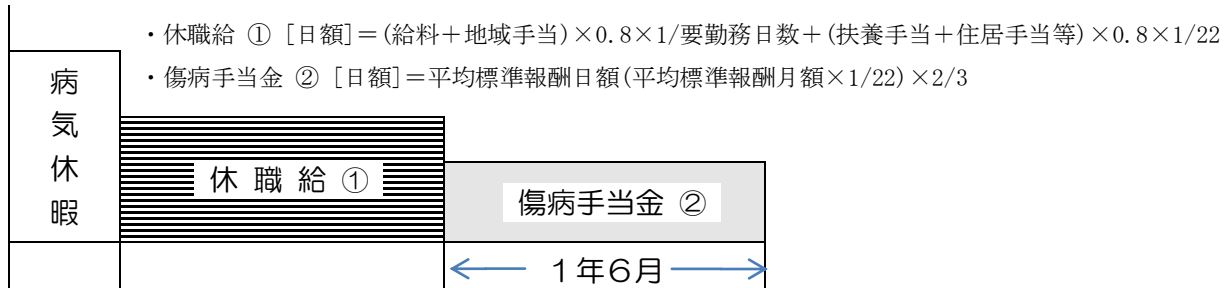 ・休職給 ① [日額]＝(給料＋地域手当)×0.8×1/要勤務日数＋(扶養手当＋住居手当等)×0.8×1/22
・傷病手当金 ② [日額]＝平均標準報酬日額(平均標準報酬月額×1/22)×2/3
病気休暇
休 職 給 ①
傷病手当金 ②
１年６月